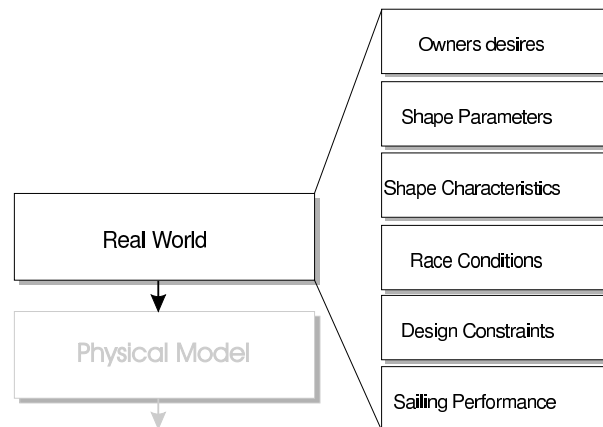 Owners desires
Shape Parameters
Shape Characteristics
Real World
Race Conditions
Physical Model
Design Constraints
Sailing Performance